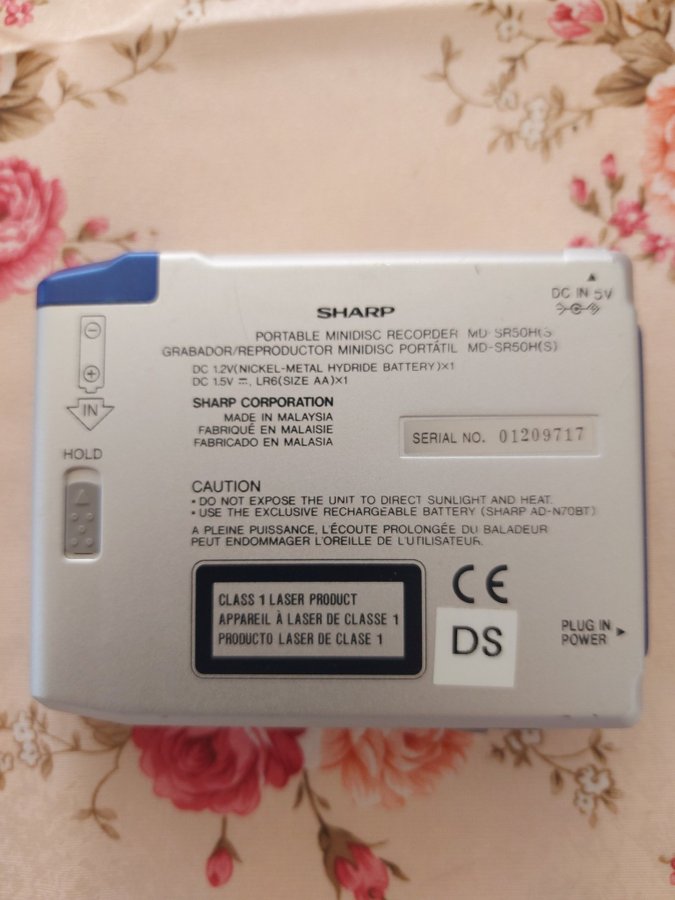 SHARP
DC IN 5V
PORTABLE MINIDISC RECORDER MD-SR50H(S
GRABADOR/REPRODUCTOR MINIDISC PORTÁTIL MD-SR50H(S)
DC 1.2V(NICKEL-METAL HYDRIDE BATTERY)×1
DC 1.5V ⎓, LR6(SIZE AA)×1
SHARP CORPORATION
MADE IN MALAYSIA
FABRIQUÉ EN MALAISIE
FABRICADO EN MALASIA
SERIAL NO. 01209717
IN
HOLD
CAUTION
• DO NOT EXPOSE THE UNIT TO DIRECT SUNLIGHT AND HEAT.
• USE THE EXCLUSIVE RECHARGEABLE BATTERY (SHARP AD-N70BT)
A PLEINE PUISSANCE, L'ÉCOUTE PROLONGÉE DU BALADEUR
PEUT ENDOMMAGER L'OREILLE DE L'UTILISATEUR.
CLASS 1 LASER PRODUCT
APPAREIL À LASER DE CLASSE 1
PRODUCTO LASER DE CLASE 1
CE
DS
PLUG IN
POWER